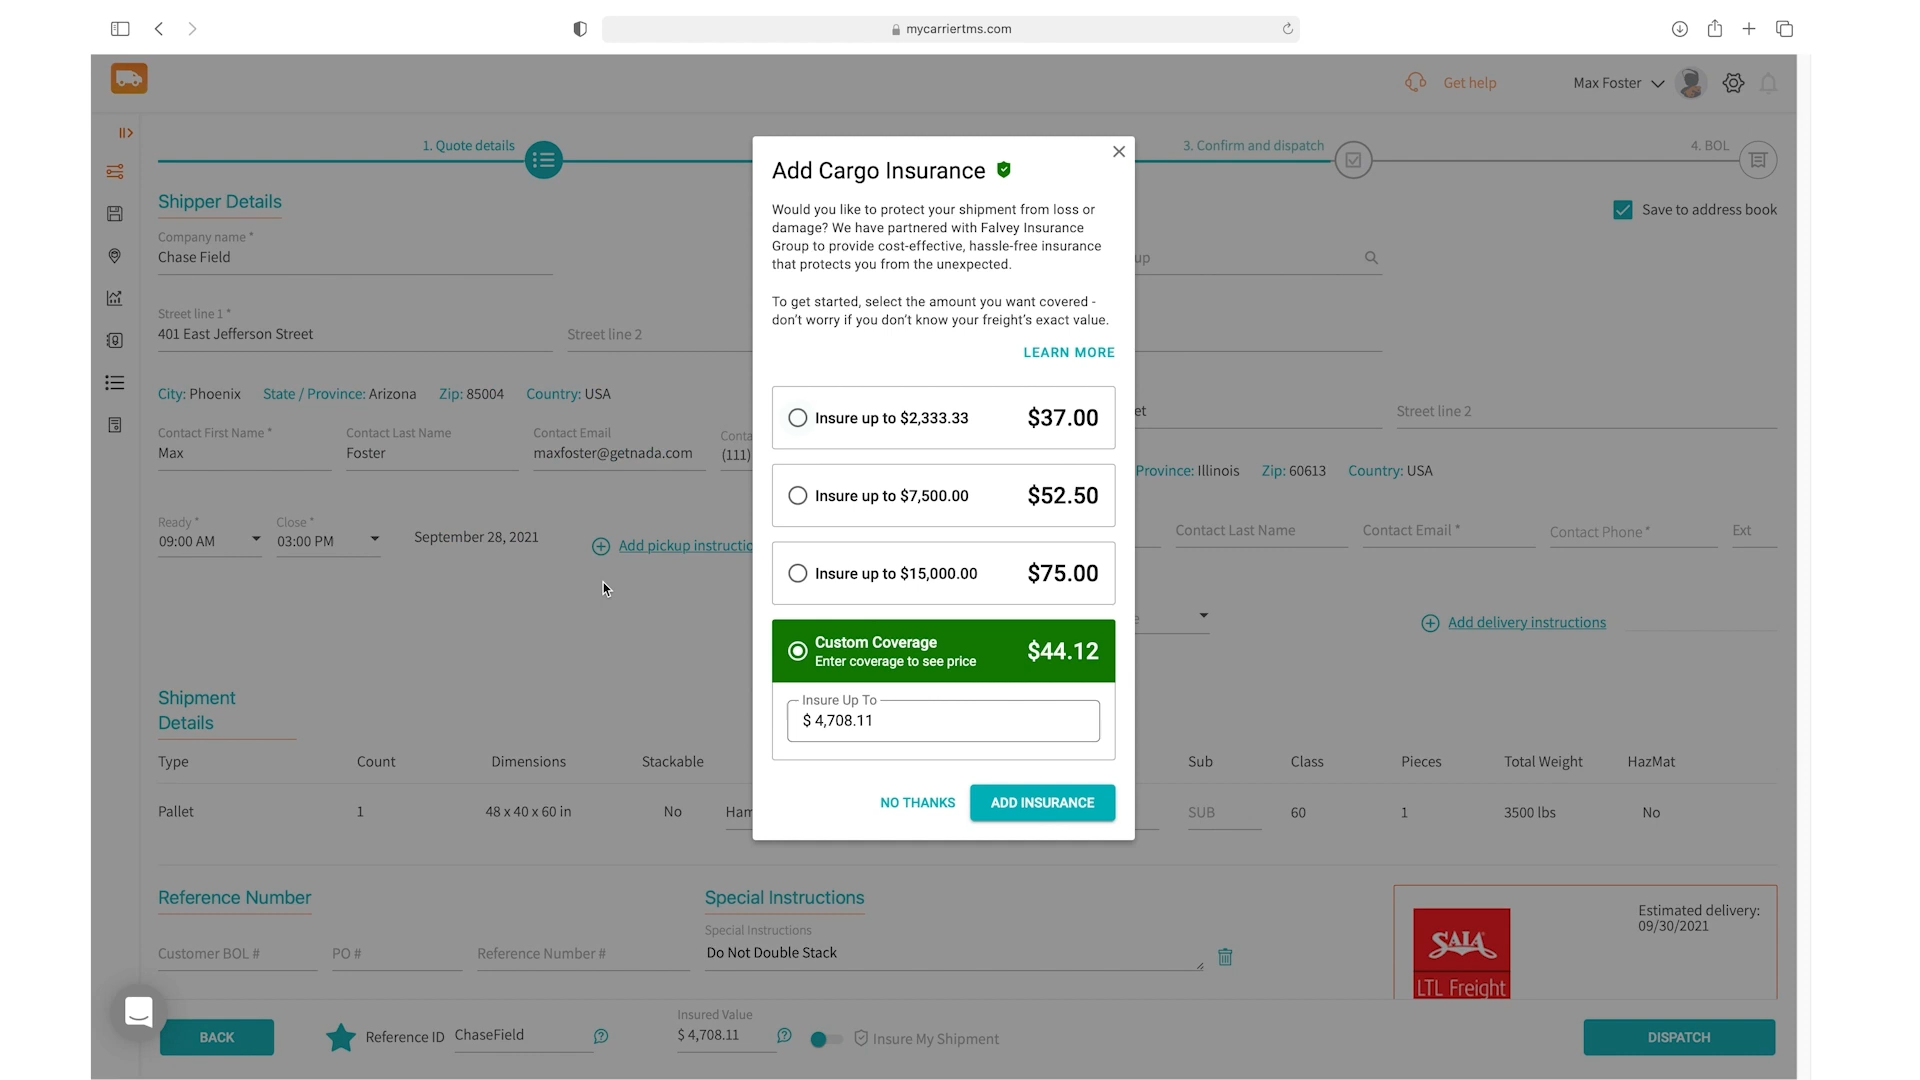 mycarriertms.com
Get help
Max Foster
1. Quote details
3. Confirm and dispatch
4. BOL
Shipper Details
Save to address book
Company name *
Chase Field
up
Street line 1 *
401 East Jefferson Street
Street line 2
et
Street line 2
City: Phoenix State / Province: Arizona Zip: 85004 Country: USA
Province: Illinois Zip: 60613 Country: USA
Contact First Name *
Max
Contact Last Name
Foster
Contact Email
maxfoster@getnada.com
Conta
(111)
Contact Last Name
Contact Email *
Contact Phone *
Ext
Ready *
09:00 AM
Close *
03:00 PM
September 28, 2021
Add pickup instructio
Add delivery instructions
Add Cargo Insurance
Would you like to protect your shipment from loss or
damage? We have partnered with Falvey Insurance
Group to provide cost-effective, hassle-free insurance
that protects you from the unexpected.
To get started, select the amount you want covered -
don't worry if you don't know your freight's exact value.
LEARN MORE
Insure up to $2,333.33 $37.00
Insure up to $7,500.00 $52.50
Insure up to $15,000.00 $75.00
Custom Coverage
Enter coverage to see price
$44.12
Insure Up To
$ 4,708.11
NO THANKS
ADD INSURANCE
Shipment
Details
Type Count Dimensions Stackable Sub Class Pieces Total Weight HazMat
Pallet 1 48 x 40 x 60 in No Ham SUB 60 1 3500 lbs No
Reference Number
Customer BOL #
PO #
Reference Number #
Special Instructions
Special Instructions
Do Not Double Stack
SAIA
LTL Freight
Estimated delivery:
09/30/2021
BACK
Reference ID ChaseField
Insured Value
$ 4,708.11
Insure My Shipment
DISPATCH